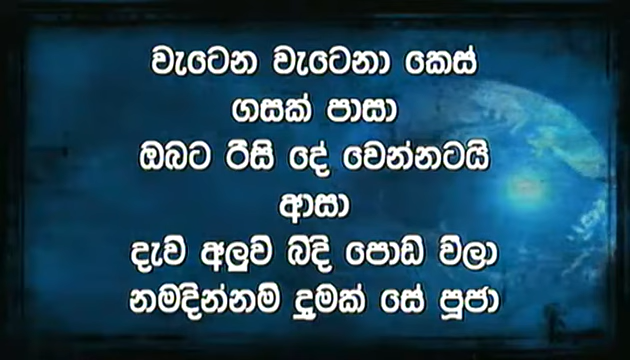 වැටෙන වැටෙනා කෙස්
ගසක් පාසා
ඔබට රිසි දේ වෙන්නටයි
ආසා
දැවී අලුවී බිදී පොඩි වීලා
නමදින්නම් දුමක් සේ පූජා